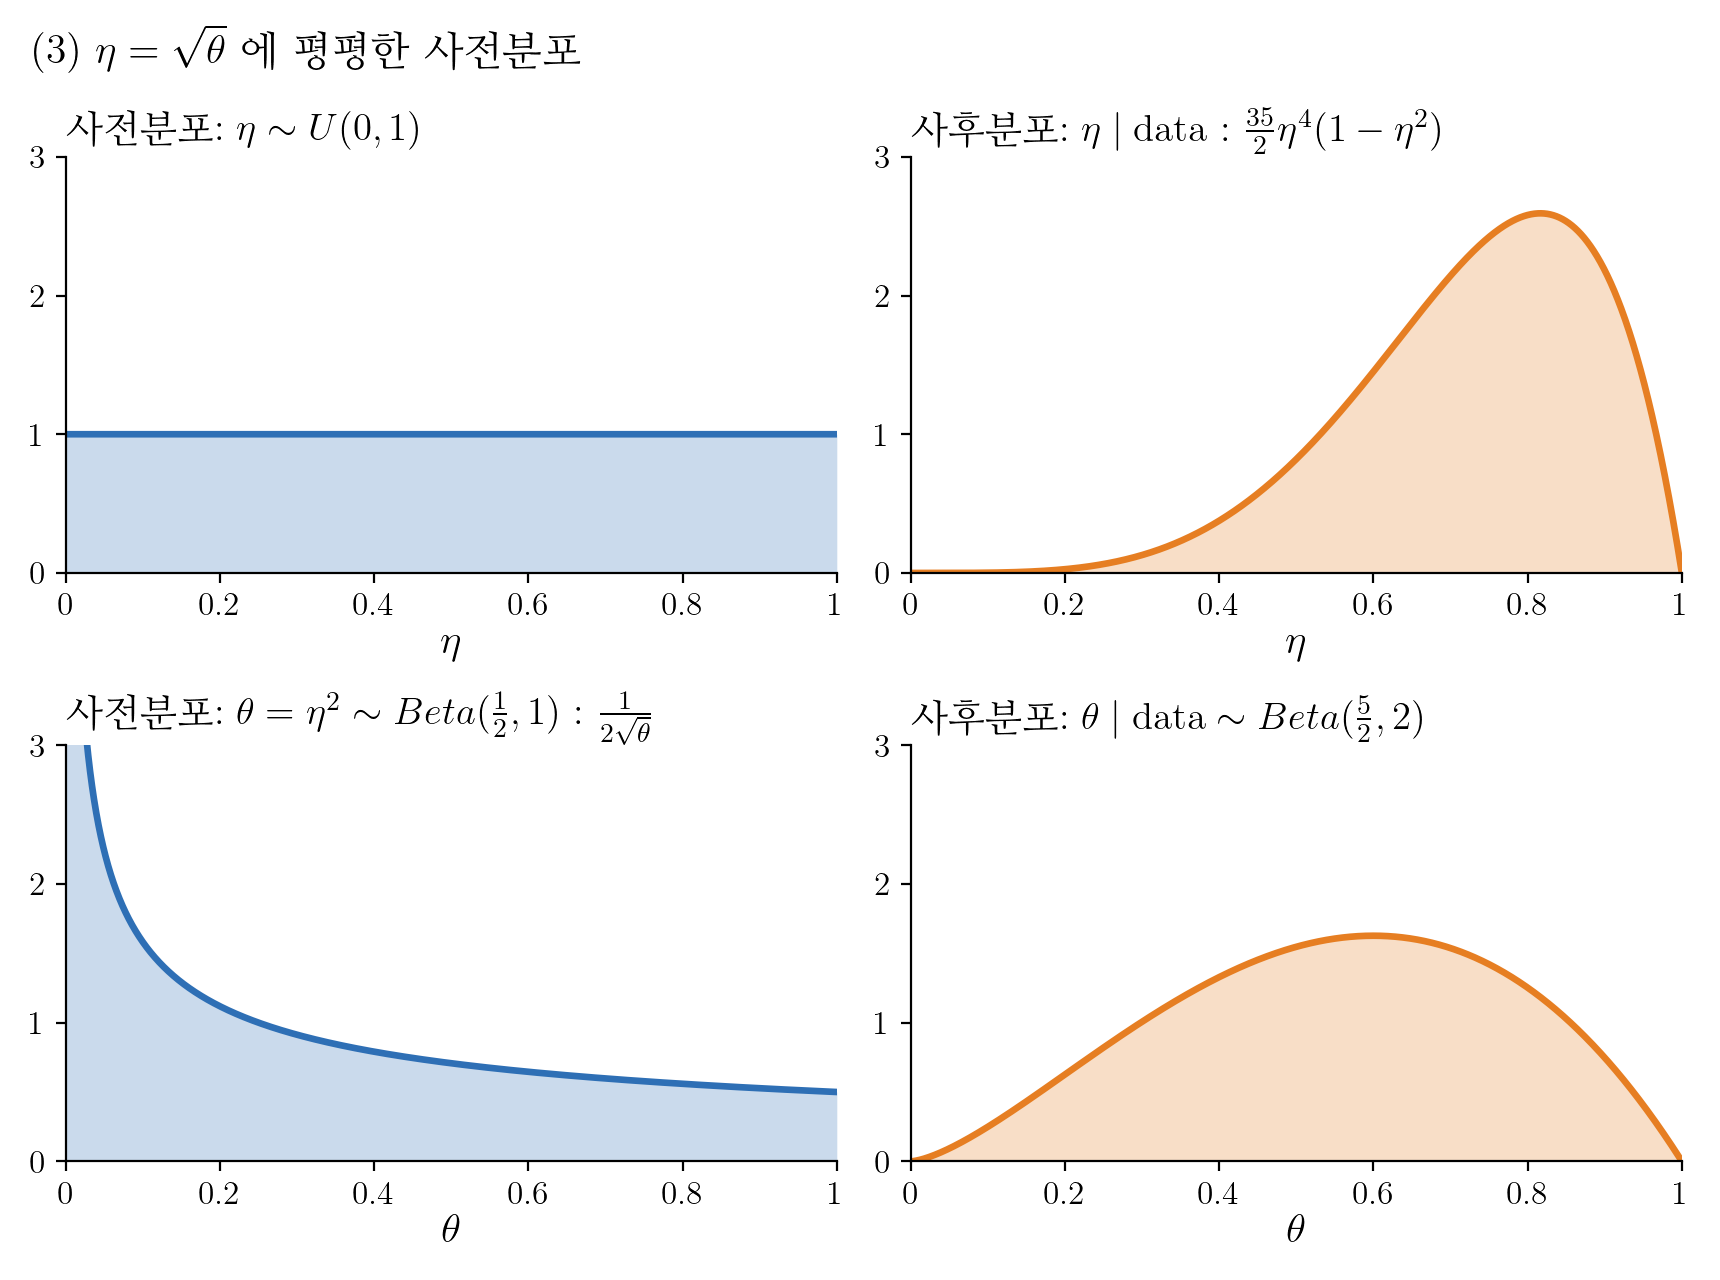 (3) η = √θ 에 평평한 사전분포
사전분포: η ∼ U(0, 1)
3
2
1
0
0 0.2 0.4 0.6 0.8 1
η
사후분포: η | data : 35/2 η⁴(1 − η²)
3
2
1
0
0 0.2 0.4 0.6 0.8 1
η
사전분포: θ = η² ∼ Beta(1/2, 1) : 1/(2√θ)
3
2
1
0
0 0.2 0.4 0.6 0.8 1
θ
사후분포: θ | data ∼ Beta(5/2, 2)
3
2
1
0
0 0.2 0.4 0.6 0.8 1
θ